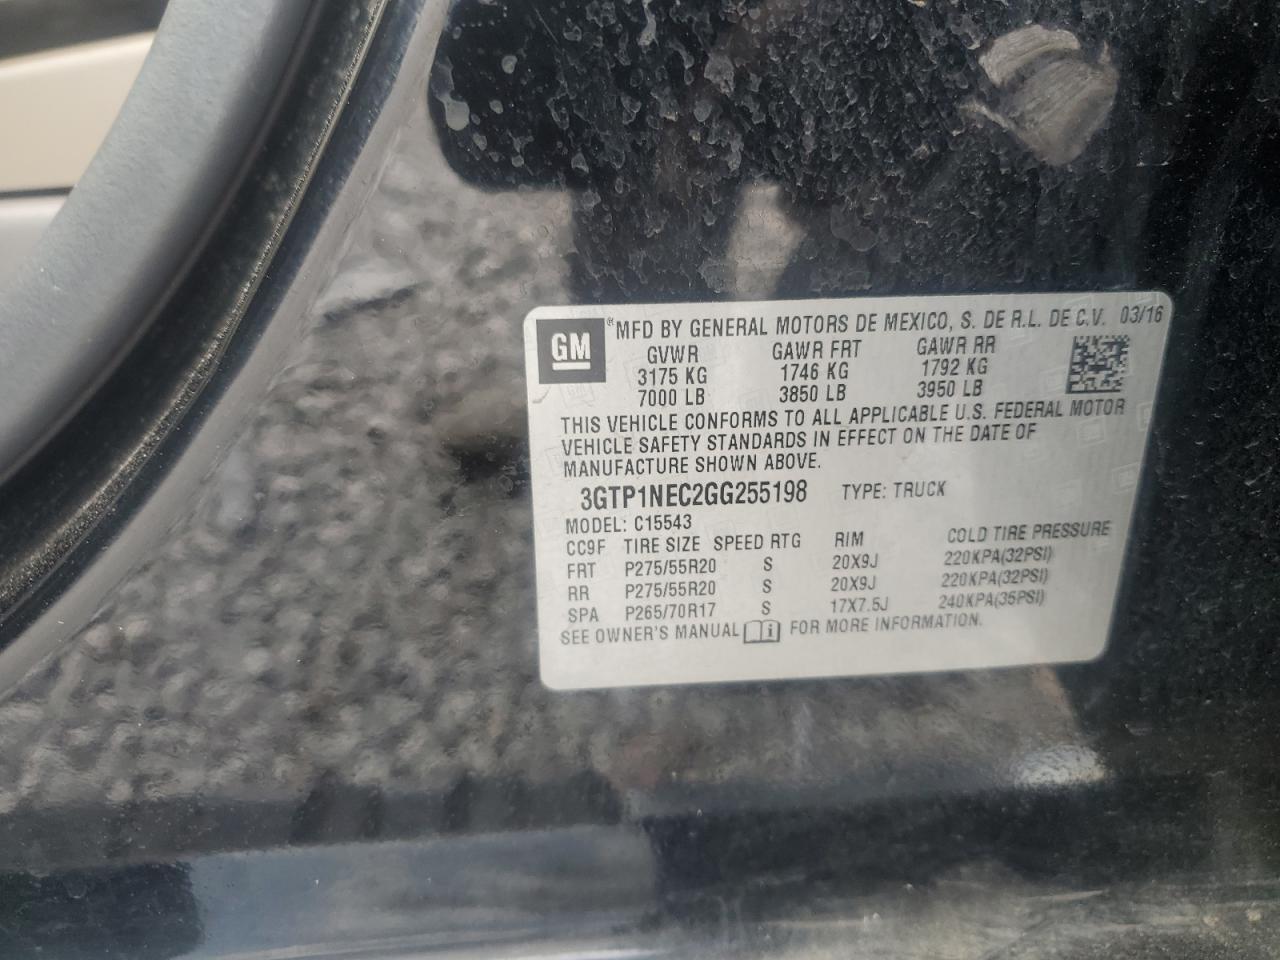 GM ® MFD BY GENERAL MOTORS DE MEXICO, S. DE R.L. DE C.V. 03/16
GVWR GAWR FRT GAWR RR
3175 KG 1746 KG 1792 KG
7000 LB 3850 LB 3950 LB
THIS VEHICLE CONFORMS TO ALL APPLICABLE U.S. FEDERAL MOTOR
VEHICLE SAFETY STANDARDS IN EFFECT ON THE DATE OF
MANUFACTURE SHOWN ABOVE.
3GTP1NEC2GG255198 TYPE: TRUCK
MODEL: C15543
CC9F TIRE SIZE SPEED RTG RIM COLD TIRE PRESSURE
FRT P275/55R20 S 20X9J 220KPA(32PSI)
RR P275/55R20 S 20X9J 220KPA(32PSI)
SPA P265/70R17 S 17X7.5J 240KPA(35PSI)
SEE OWNER'S MANUAL i FOR MORE INFORMATION.